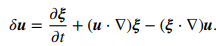 δu = ∂ξ/∂t + (u · ∇)ξ − (ξ · ∇)u.